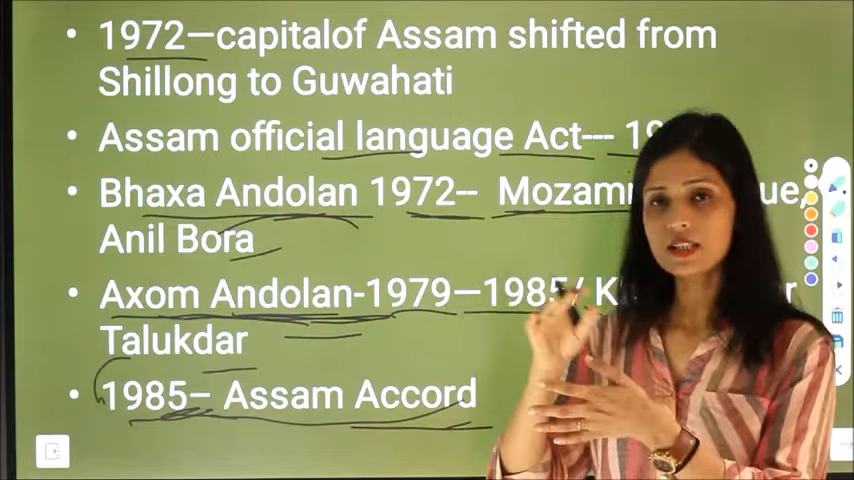 • 1972—capitalof Assam shifted from
Shillong to Guwahati
• Assam official language Act--- 19
• Bhaxa Andolan 1972-- Mozamm ue,
Anil Bora
• Axom Andolan-1979—1985/ K r
Talukdar
• 1985– Assam Accord